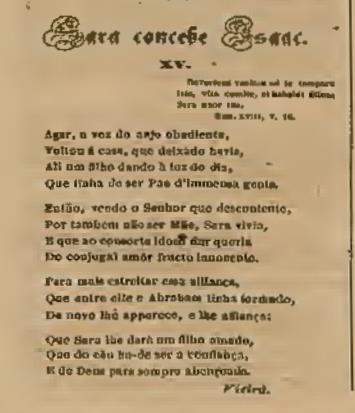 Sara concebe Isaac.
XV.
Revertens veniam ad te tempore
isto, vita comite, et habebit filium
Sara uxor tua.
Gen. XVIII, v. 10.
Agar, a voz do anjo obediente,
Voltou á casa, que deixado havia,
Alí um filho dando à luz do dia,
Que tinha de ser Pae d'immensa gente.
Então, vendo o Senhor que descontente,
Por tambem não ser Mãe, Sara vivia,
E que ao consorte idoso dar queria
Do conjugal amôr fructo innocente.
Para mais estreitar essa alliança,
Que entre elle e Abraham tinha formado,
De novo lhe apparece, e lhe afiança:
Que Sara lhe dará um filho amado,
Que do céu ha-de ser a confiança,
E de Deus para sempre abençoado.
Vieira.